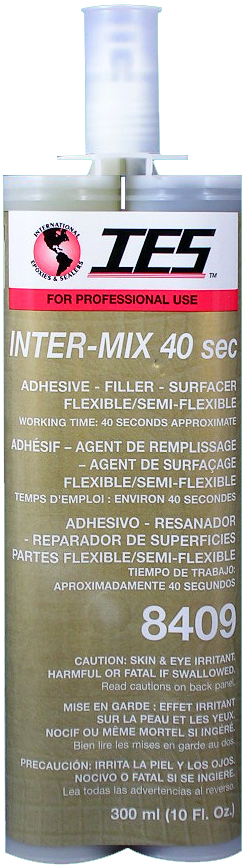 INTERNATIONAL
EPOXIES & SEALERS
IES
TM
FOR PROFESSIONAL USE
INTER-MIX 40 sec
ADHESIVE - FILLER - SURFACER
FLEXIBLE/SEMI-FLEXIBLE
WORKING TIME: 40 SECONDS APPROXIMATE
ADHÉSIF – AGENT DE REMPLISSAGE
– AGENT DE SURFAÇAGE
FLEXIBLE/SEMI-FLEXIBLE
TEMPS D'EMPLOI : ENVIRON 40 SECONDES
ADHESIVO - RESANADOR -
- REPARADOR DE SUPERFICIES
PARTES FLEXIBLE/SEMI-FLEXIBLE
TIEMPO DE TRABAJO:
APROXIMADAMENTE 40 SEGUNDOS
8409
CAUTION: SKIN & EYE IRRITANT.
HARMFUL OR FATAL IF SWALLOWED.
Read cautions on back panel.
MISE EN GARDE : EFFET IRRITANT
SUR LA PEAU ET LES YEUX.
NOCIF OU MÊME MORTEL SI INGÉRÉ.
Bien lire les mises en garde au dos.
PRECAUCIÓN: IRRITA LA PIEL Y LOS OJOS.
NOCIVO O FATAL SI SE INGIERE.
Lea todas las advertencias al reverso.
300 ml (10 Fl. Oz.)